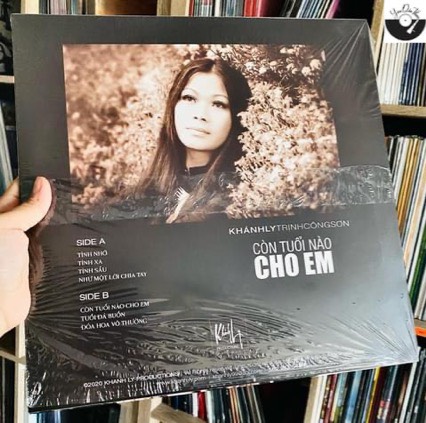 KHÁNHLYTRỊNHCÔNGSƠN
CÒN TUỔI NÀO
CHO EM
SIDE A
TÌNH NHỚ
TÌNH XA
TÌNH SẦU
NHƯ MỘT LỜI CHIA TAY
SIDE B
CÒN TUỔI NÀO CHO EM
TUỔI ĐÁ BUỒN
ĐÓA HOA VÔ THƯỜNG
©2020 KHANH LY PRODUCTIONS